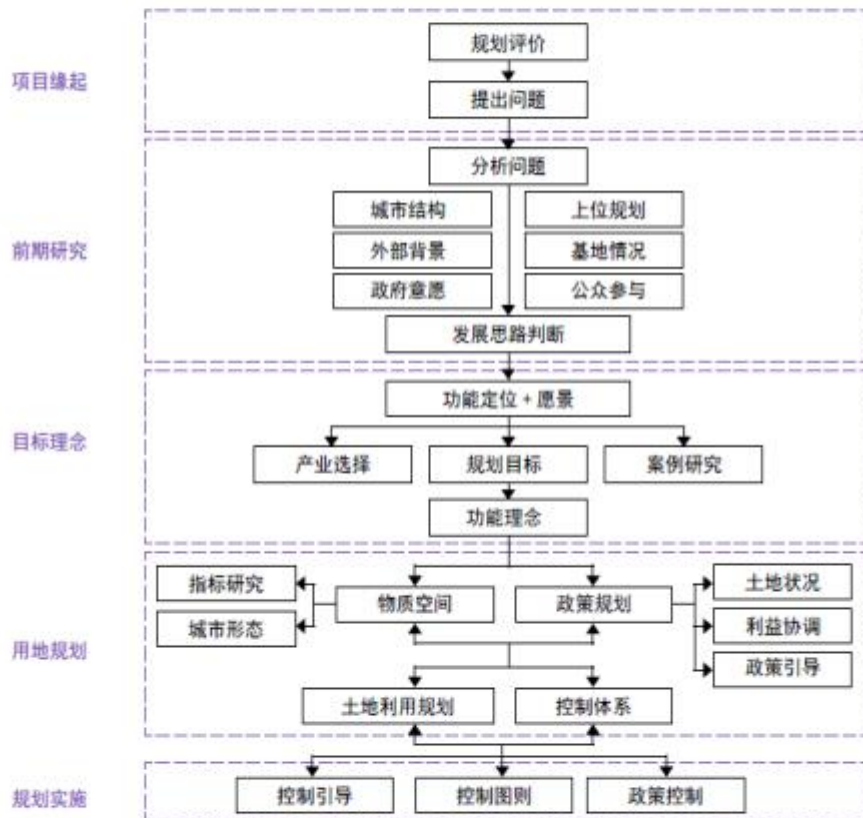 项目缘起
规划评价
提出问题
前期研究
分析问题
城市结构
上位规划
外部背景
基地情况
政府意愿
公众参与
发展思路判断
目标理念
功能定位 + 愿景
产业选择
规划目标
案例研究
功能理念
用地规划
指标研究
城市形态
物质空间
政策规划
土地状况
利益协调
政策引导
土地利用规划
控制体系
规划实施
控制引导
控制图则
政策控制